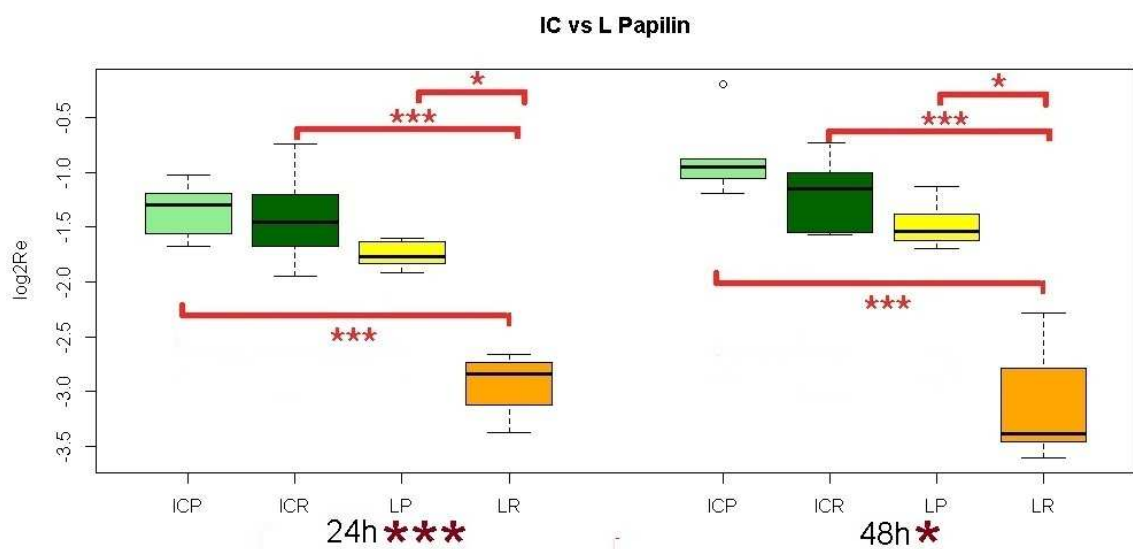 IC vs L Papilin
* *
*** ***
-0.5
-1.0
-1.5
log2Re
-2.0
-2.5
-3.0
-3.5
*** ***
ICP ICR LP LR ICP ICR LP LR
24h*** 48h*